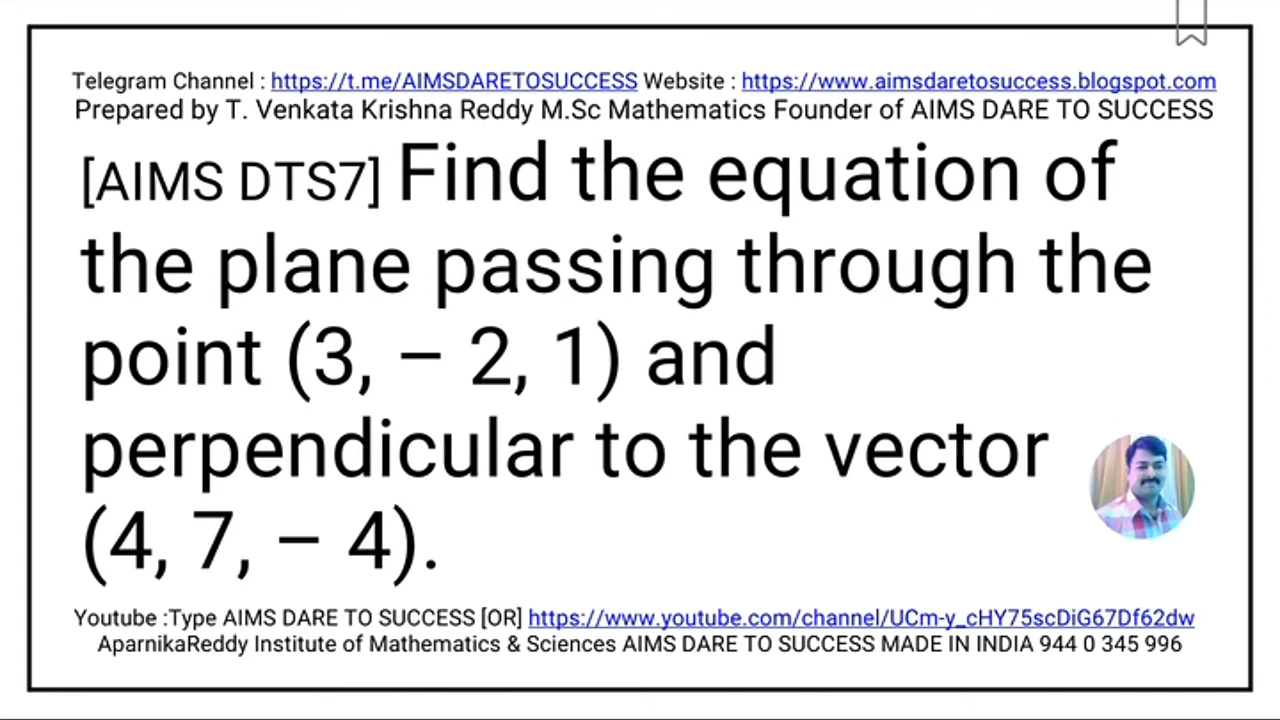 Telegram Channel : https://t.me/AIMSDARETOSUCCESS Website : https://www.aimsdaretosuccess.blogspot.com
Prepared by T. Venkata Krishna Reddy M.Sc Mathematics Founder of AIMS DARE TO SUCCESS
[AIMS DTS7] Find the equation of
the plane passing through the
point (3, – 2, 1) and
perpendicular to the vector
(4, 7, – 4).
Youtube :Type AIMS DARE TO SUCCESS [OR] https://www.youtube.com/channel/UCm-y_cHY75scDiG67Df62dw
AparnikaReddy Institute of Mathematics & Sciences AIMS DARE TO SUCCESS MADE IN INDIA 944 0 345 996